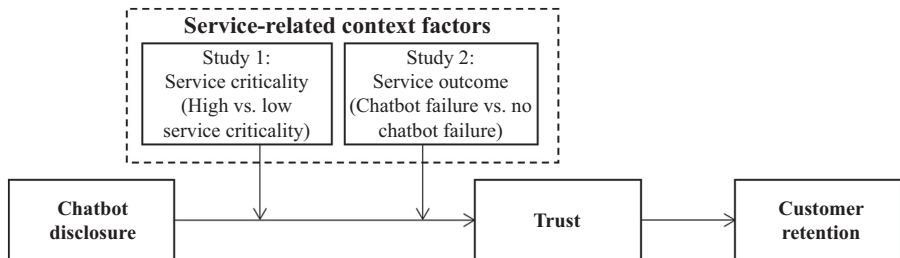 Service-related context factors
Study 1:
Service criticality
(High vs. low
service criticality)
Study 2:
Service outcome
(Chatbot failure vs. no
chatbot failure)
Chatbot
disclosure
Trust
Customer
retention